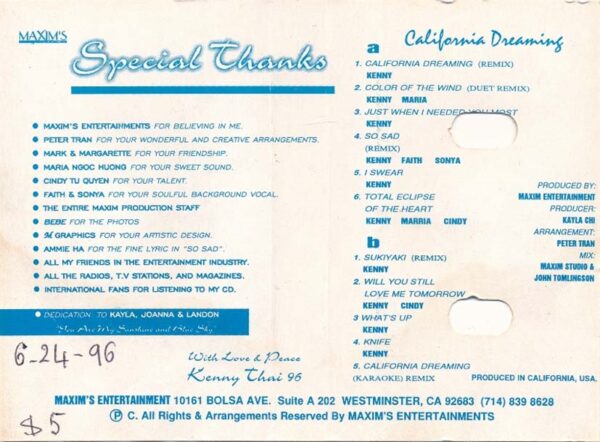 MAXIM'S
Special Thanks
MAXIM'S ENTERTAINMENTS FOR BELIEVING IN ME.
PETER TRAN FOR YOUR WONDERFUL AND CREATIVE ARRANGEMENTS.
MARK & MARGARETTE FOR YOUR FRIENDSHIP.
MARIA NGOC HUONG FOR YOUR SWEET SOUND.
CINDY TU QUYEN FOR YOUR TALENT.
FAITH & SONYA FOR YOUR SOULFUL BACKGROUND VOCAL.
THE ENTIRE MAXIM PRODUCTION STAFF
BEBE FOR THE PHOTOS
M GRAPHICS FOR YOUR ARTISTIC DESIGN.
AMMIE HA FOR THE FINE LYRIC IN "SO SAD".
ALL MY FRIENDS IN THE ENTERTAINMENT INDUSTRY.
ALL THE RADIOS, T.V STATIONS, AND MAGAZINES.
INTERNATIONAL FANS FOR LISTENING TO MY CD.
DEDICATION: TO KAYLA, JOANNA & LANDON
"You Are My Sunshine and Blue Sky"
6-24-96
$5
With Love & Peace
Kenny Thai 96
California Dreaming
a
1. CALIFORNIA DREAMING (REMIX)
KENNY
2. COLOR OF THE WIND (DUET REMIX)
KENNY MARIA
3. JUST WHEN I NEEDED YOU MOST
KENNY
4. SO SAD
(REMIX)
KENNY FAITH SONYA
5. I SWEAR
KENNY
6. TOTAL ECLIPSE
OF THE HEART
KENNY MARRIA CINDY
b
1. SUKIYAKI (REMIX)
KENNY
2. WILL YOU STILL
LOVE ME TOMORROW
KENNY CINDY
3 WHAT'S UP
KENNY
4. KNIFE
KENNY
5. CALIFORNIA DREAMING
(KARAOKE) REMIX
PRODUCED BY:
MAXIM ENTERTAINMENT
PRODUCER:
KAYLA CHI
ARRANGEMENT:
PETER TRAN
MIX:
MAXIM STUDIO &
JOHN TOMLINGSON
PRODUCED IN CALIFORNIA, USA.
MAXIM'S ENTERTAINMENT 10161 BOLSA AVE. Suite A 202 WESTMINSTER, CA 92683 (714) 839 8628
Ⓟ C. All Rights & Arrangements Reserved By MAXIM'S ENTERTAINMENTS